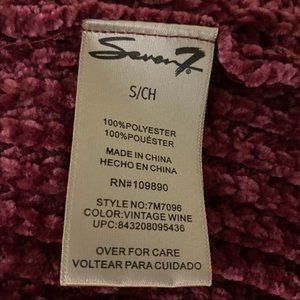 Seven7
S/CH
100%POLYESTER
100%POUÉSTER
MADE IN CHINA
HECHO EN CHINA
RN#109890
STYLE NO:7M7096
COLOR:VINTAGE WINE
UPC:843208095436
OVER FOR CARE
VOLTEAR PARA CUIDADO